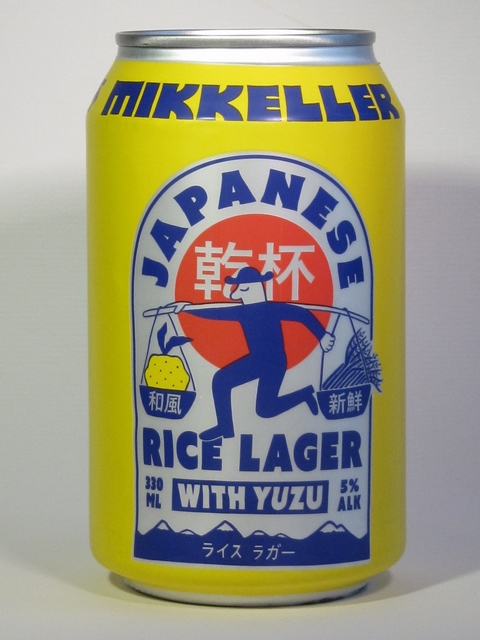 MIKKELLER
JAPANESE
乾杯
和風
新鮮
RICE LAGER
330 ML
WITH YUZU
5% ALK
ライス ラガー